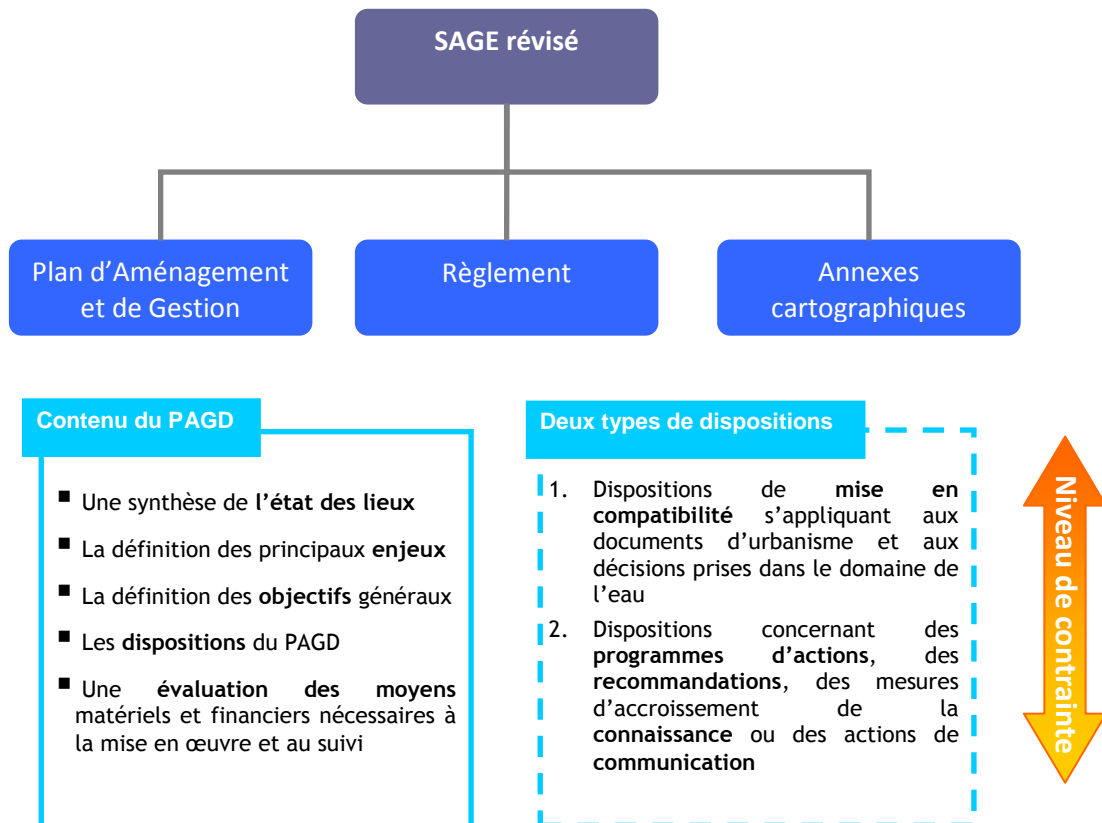 SAGE révisé
Plan d’Aménagement
et de Gestion
Règlement
Annexes
cartographiques
Contenu du PAGD
▪ Une synthèse de l’état des lieux
▪ La définition des principaux enjeux
▪ La définition des objectifs généraux
▪ Les dispositions du PAGD
▪ Une évaluation des moyens
matériels et financiers nécessaires à
la mise en œuvre et au suivi
Deux types de dispositions
1. Dispositions de mise en
compatibilité s’appliquant aux
documents d’urbanisme et aux
décisions prises dans le domaine de
l’eau
2. Dispositions concernant des
programmes d’actions, des
recommandations, des mesures
d’accroissement de la
connaissance ou des actions de
communication
Niveau de contrainte